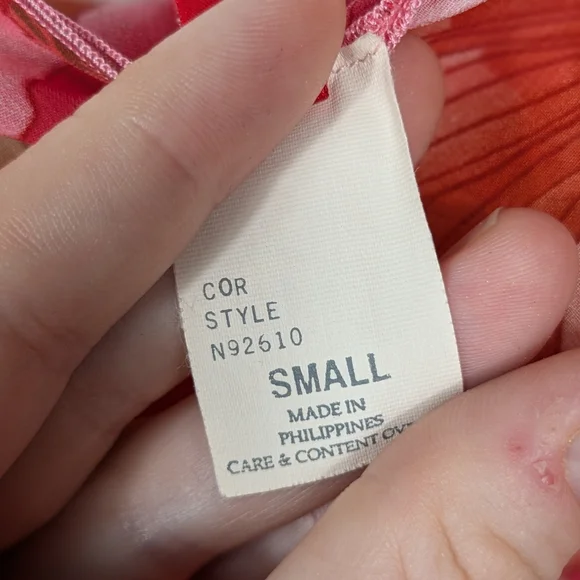 COR
STYLE
N92610
SMALL
MADE IN
PHILIPPINES
CARE & CONTENT